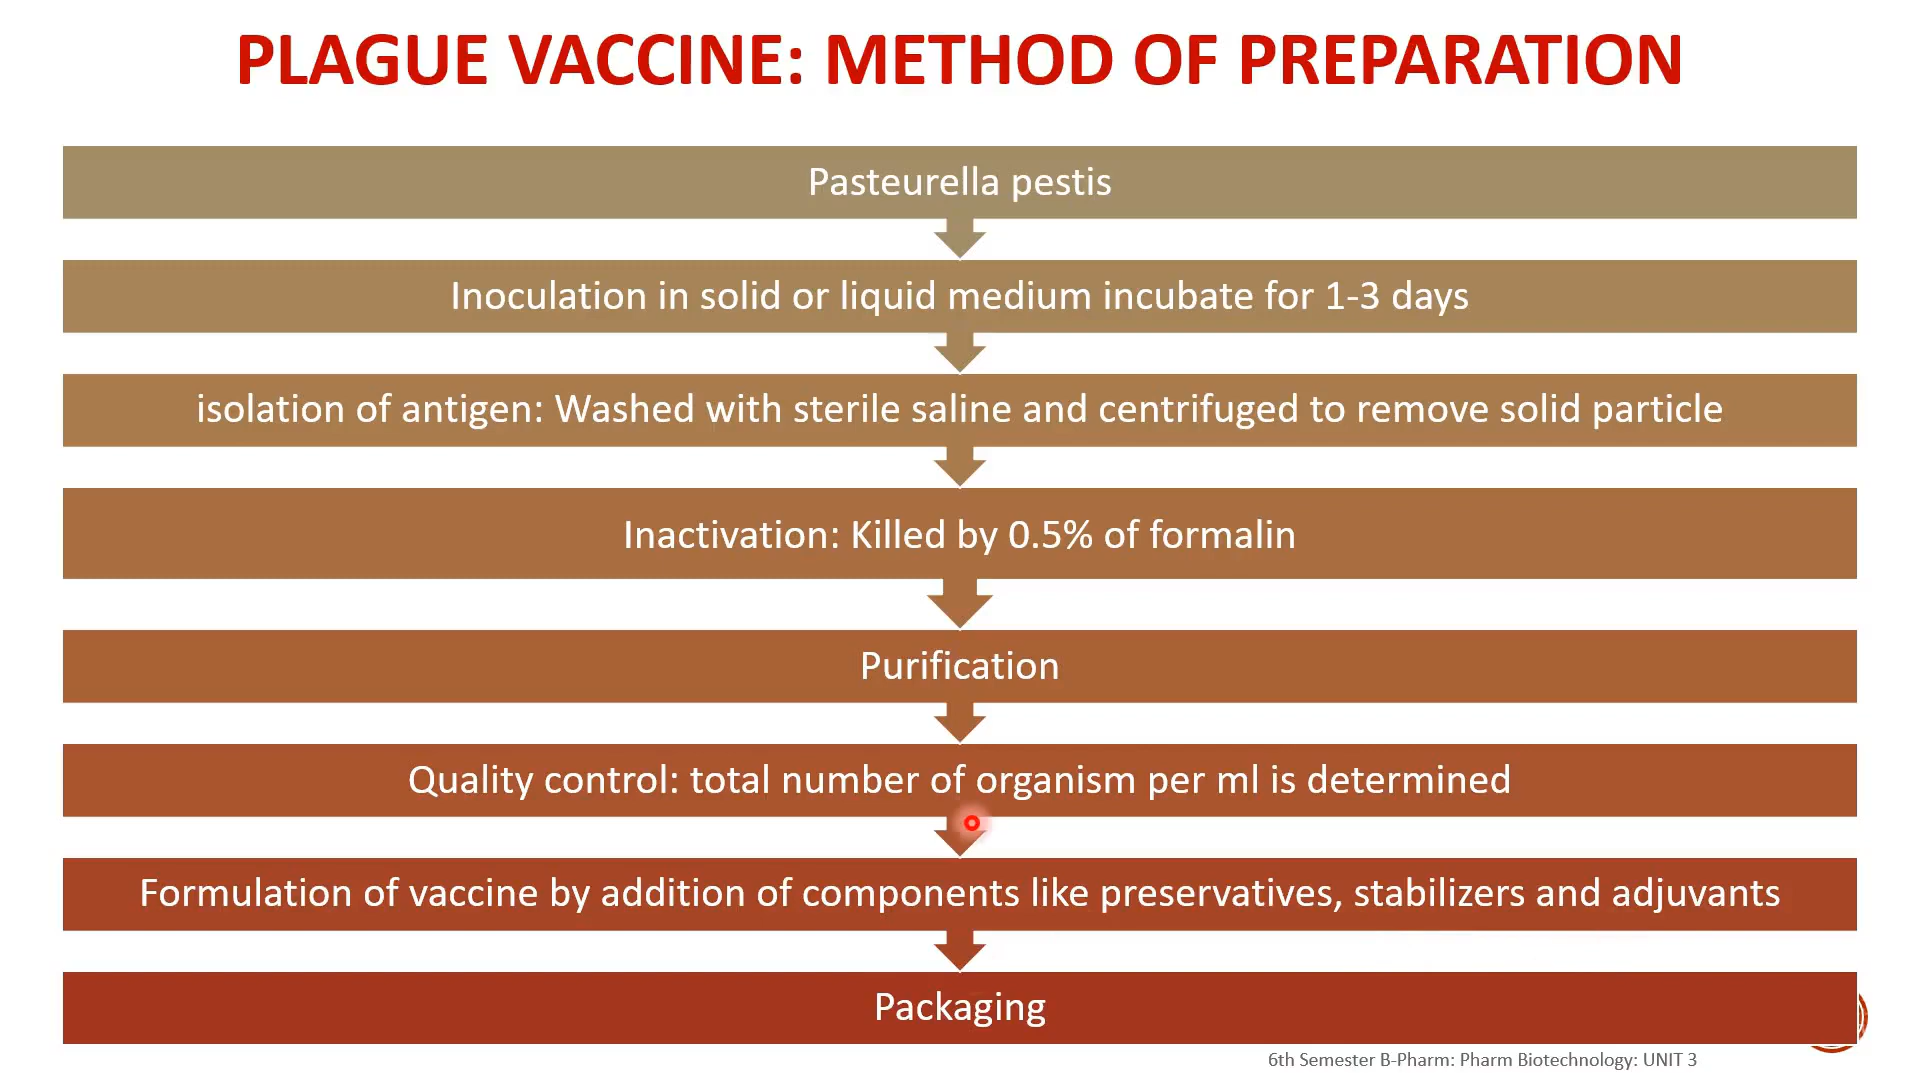 PLAGUE VACCINE: METHOD OF PREPARATION
Pasteurella pestis
Inoculation in solid or liquid medium incubate for 1-3 days
isolation of antigen: Washed with sterile saline and centrifuged to remove solid particle
Inactivation: Killed by 0.5% of formalin
Purification
Quality control: total number of organism per ml is determined
Formulation of vaccine by addition of components like preservatives, stabilizers and adjuvants
Packaging
6th Semester B-Pharm: Pharm Biotechnology: UNIT 3